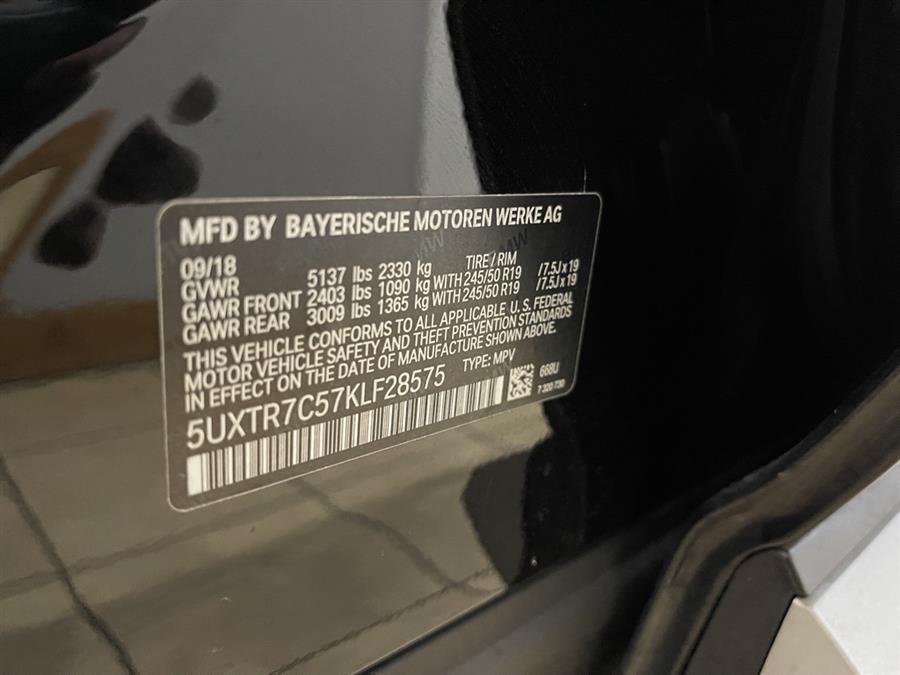 MFD BY BAYERISCHE MOTOREN WERKE AG
09/18 TIRE / RIM
GVWR 5137 lbs 2330 kg
GAWR FRONT 2403 lbs 1090 kg WITH 245/50 R19 /7.5J x 19
GAWR REAR 3009 lbs 1365 kg WITH 245/50 R19 /7.5J x 19
THIS VEHICLE CONFORMS TO ALL APPLICABLE U.S. FEDERAL
MOTOR VEHICLE SAFETY AND THEFT PREVENTION STANDARDS
IN EFFECT ON THE DATE OF MANUFACTURE SHOWN ABOVE.
5UXTR7C57KLF28575 TYPE: MPV
668U
7 320 730